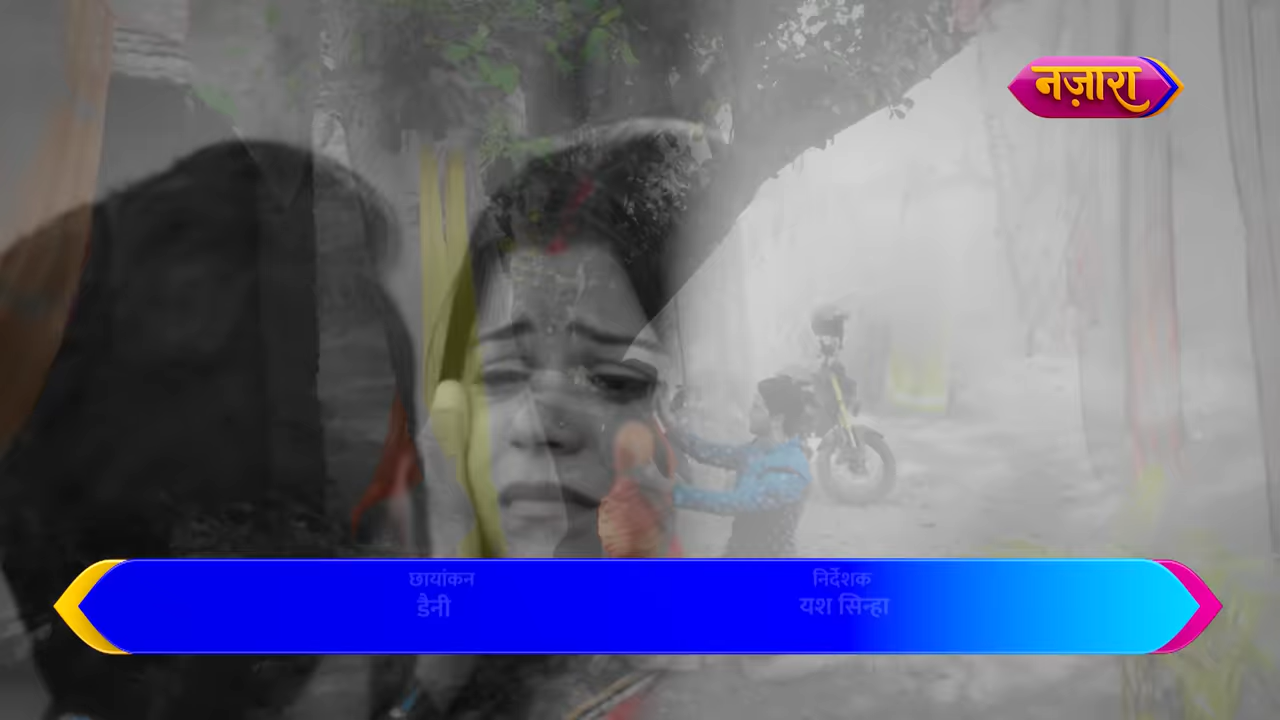 नज़ारा
छायांकन
डैनी
निर्देशक
यश सिन्हा